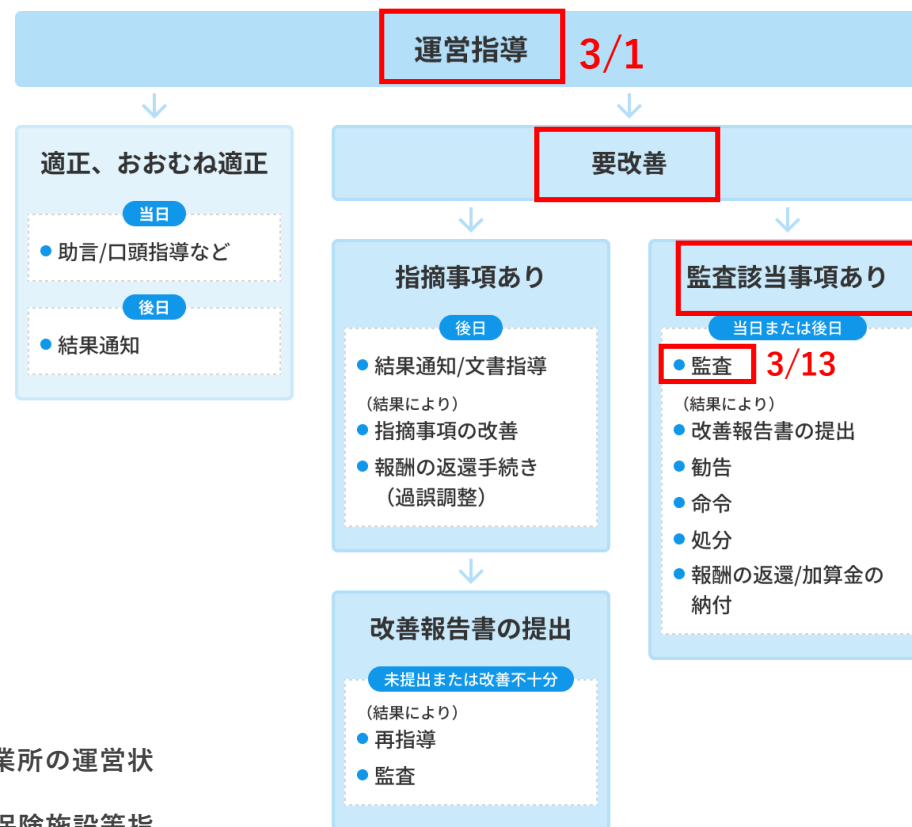 運営指導 3/1
適正、おおむね適正
当日
助言/口頭指導など
後日
結果通知
要改善
指摘事項あり
後日
結果通知/文書指導
（結果により）
指摘事項の改善
報酬の返還手続き
（過誤調整）
改善報告書の提出
未提出または改善不十分
（結果により）
再指導
監査
監査該当事項あり
当日または後日
監査 3/13
（結果により）
改善報告書の提出
勧告
命令
処分
報酬の返還/加算金の
納付
業所の運営状
保険施設等指